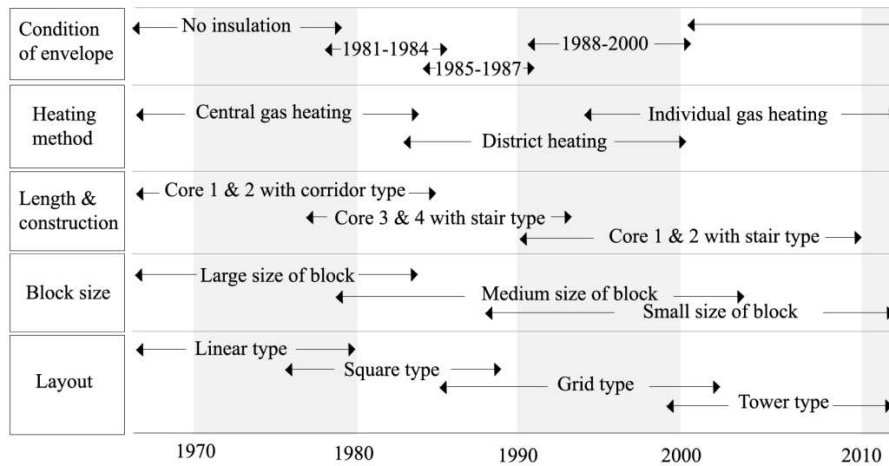 Condition
of envelope
No insulation
1981-1984
1985-1987
1988-2000
Heating
method
Central gas heating
District heating
Individual gas heating
Length &
construction
Core 1 & 2 with corridor type
Core 3 & 4 with stair type
Core 1 & 2 with stair type
Block size
Large size of block
Medium size of block
Small size of block
Layout
Linear type
Square type
Grid type
Tower type
1970
1980
1990
2000
2010